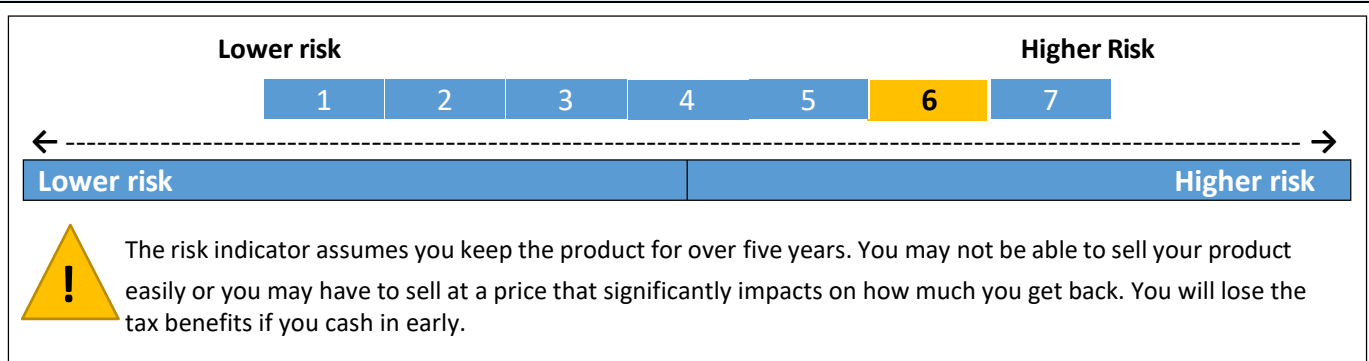 Lower risk Higher Risk
1 2 3 4 5 6 7
← ---------------------------------------------------------------------------------------------------------------------- →
Lower risk Higher risk
! The risk indicator assumes you keep the product for over five years. You may not be able to sell your product
easily or you may have to sell at a price that significantly impacts on how much you get back. You will lose the
tax benefits if you cash in early.